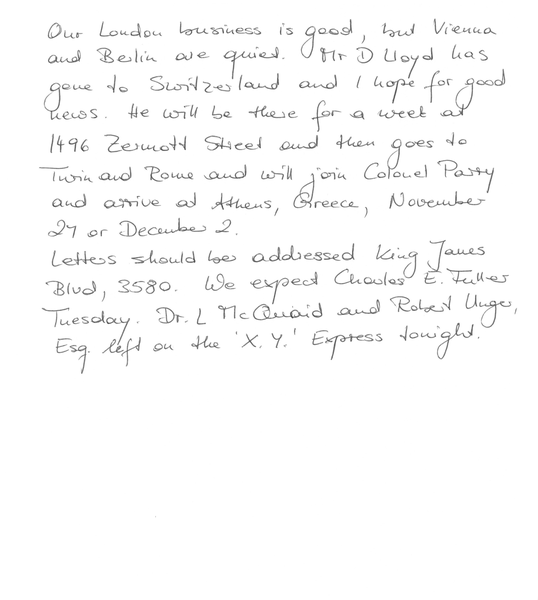 Our London business is good, but Vienna
and Berlin are quiet. Mr D Lloyd has
gone to Switzerland and I hope for good
news. He will be there for a week at
1496 Zermott Street and then goes to
Turin and Rome and will join Colonel Parry
and arrive at Athens, Greece, November
27 or December 2.
Letters should be addressed King James
Blvd, 3580. We expect Charles E. Fuller
Tuesday. Dr. L McQuaid and Robert Unger,
Esq. left on the 'X.Y.' Express tonight.